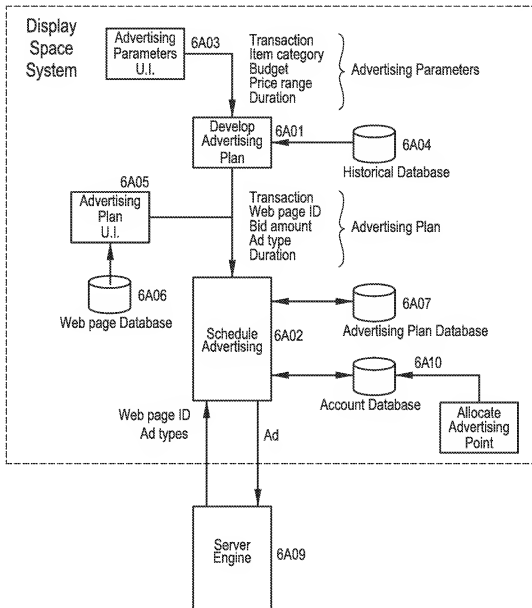 Display
Space
System
Advertising
Parameters
U.I.
6A03
Transaction
Item category
Budget
Price range
Duration
Advertising Parameters
Develop
Advertising
Plan
6A01
6A04
Historical Database
6A05
Advertising
Plan
U.I.
Transaction
Web page ID
Bid amount
Ad type
Duration
Advertising Plan
6A06
Web page Database
Schedule
Advertising
6A02
6A07
Advertising Plan Database
6A10
Account Database
Allocate
Advertising
Point
Web page ID
Ad types
Ad
Server
Engine
6A09